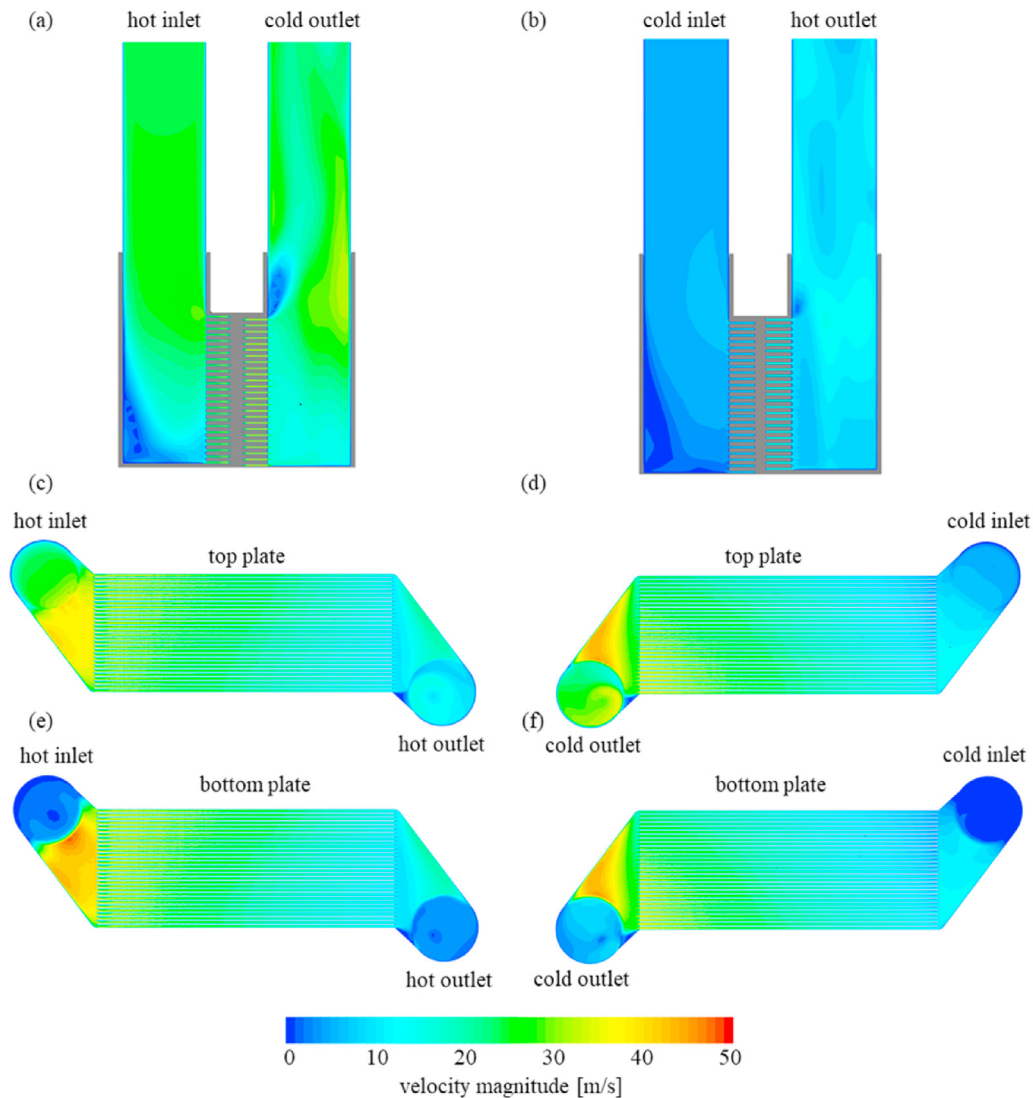 (a) hot inlet cold outlet (b) cold inlet hot outlet
(c) (d)
hot inlet cold inlet
top plate top plate
hot outlet cold outlet
(e) (f)
hot inlet cold inlet
bottom plate bottom plate
hot outlet cold outlet
0 10 20 30 40 50
velocity magnitude [m/s]